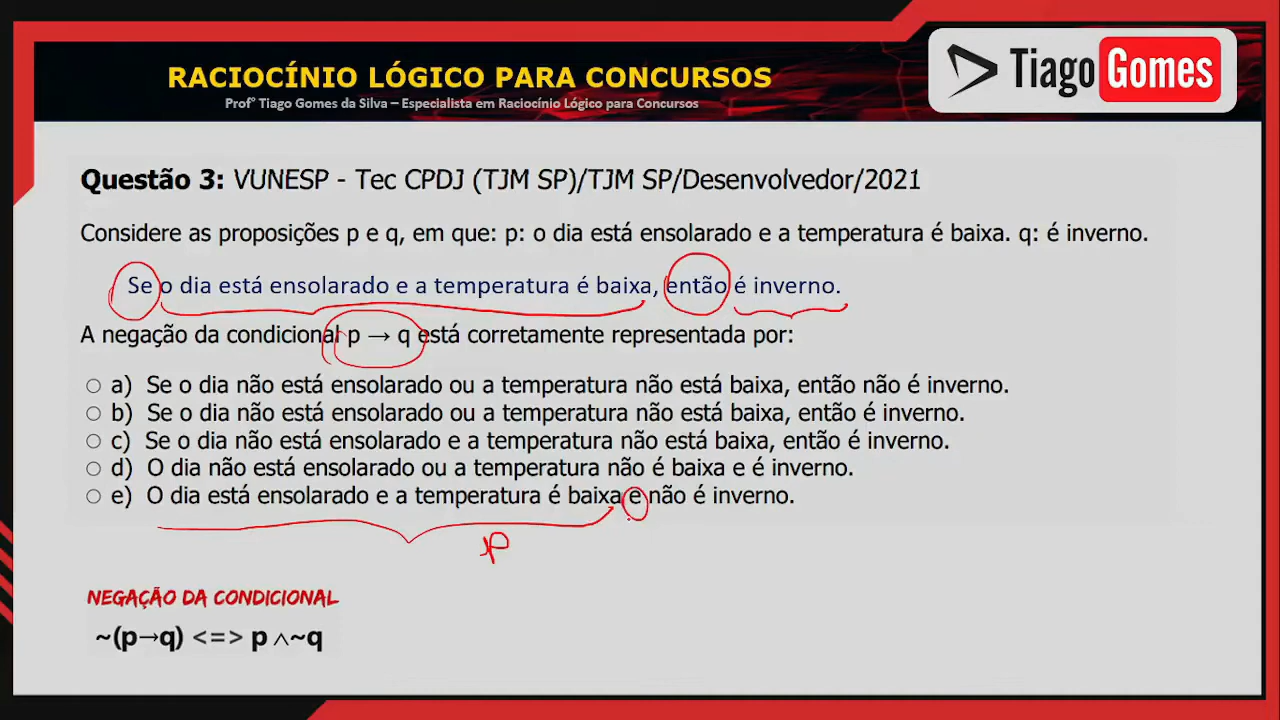 RACIOCÍNIO LÓGICO PARA CONCURSOS
Prof° Tiago Gomes da Silva – Especialista em Raciocínio Lógico para Concursos
Tiago Gomes
Questão 3: VUNESP - Tec CPDJ (TJM SP)/TJM SP/Desenvolvedor/2021
Considere as proposições p e q, em que: p: o dia está ensolarado e a temperatura é baixa. q: é inverno.
Se o dia está ensolarado e a temperatura é baixa, então é inverno.
A negação da condicional p → q está corretamente representada por:
a) Se o dia não está ensolarado ou a temperatura não está baixa, então não é inverno.
b) Se o dia não está ensolarado ou a temperatura não está baixa, então é inverno.
c) Se o dia não está ensolarado e a temperatura não está baixa, então é inverno.
d) O dia não está ensolarado ou a temperatura não é baixa e é inverno.
e) O dia está ensolarado e a temperatura é baixa e não é inverno.
P
NEGAÇÃO DA CONDICIONAL
~(p→q) <=> p ∧~q